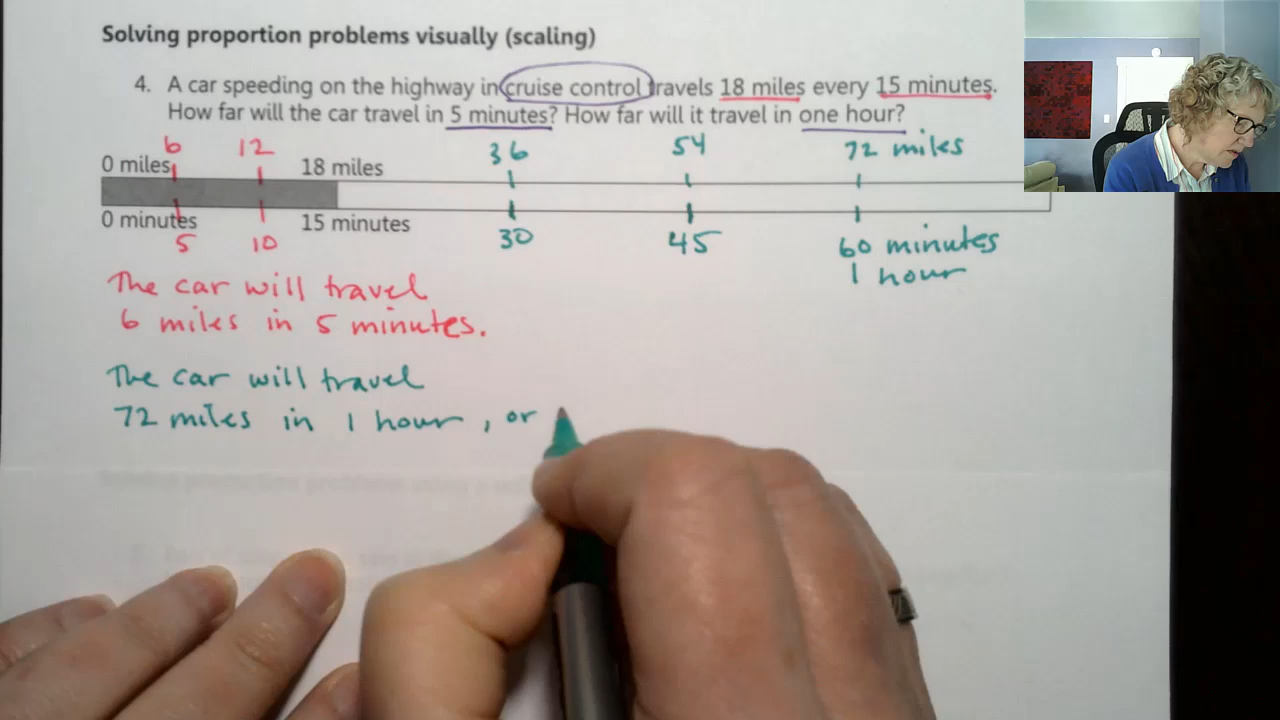 Solving proportion problems visually (scaling)
4. A car speeding on the highway in cruise control travels 18 miles every 15 minutes.
How far will the car travel in 5 minutes? How far will it travel in one hour?
6 12 36 54 72 miles
0 miles 18 miles
0 minutes 15 minutes
5 10 30 45 60 minutes
1 hour
The car will travel
6 miles in 5 minutes.
The car will travel
72 miles in 1 hour, or